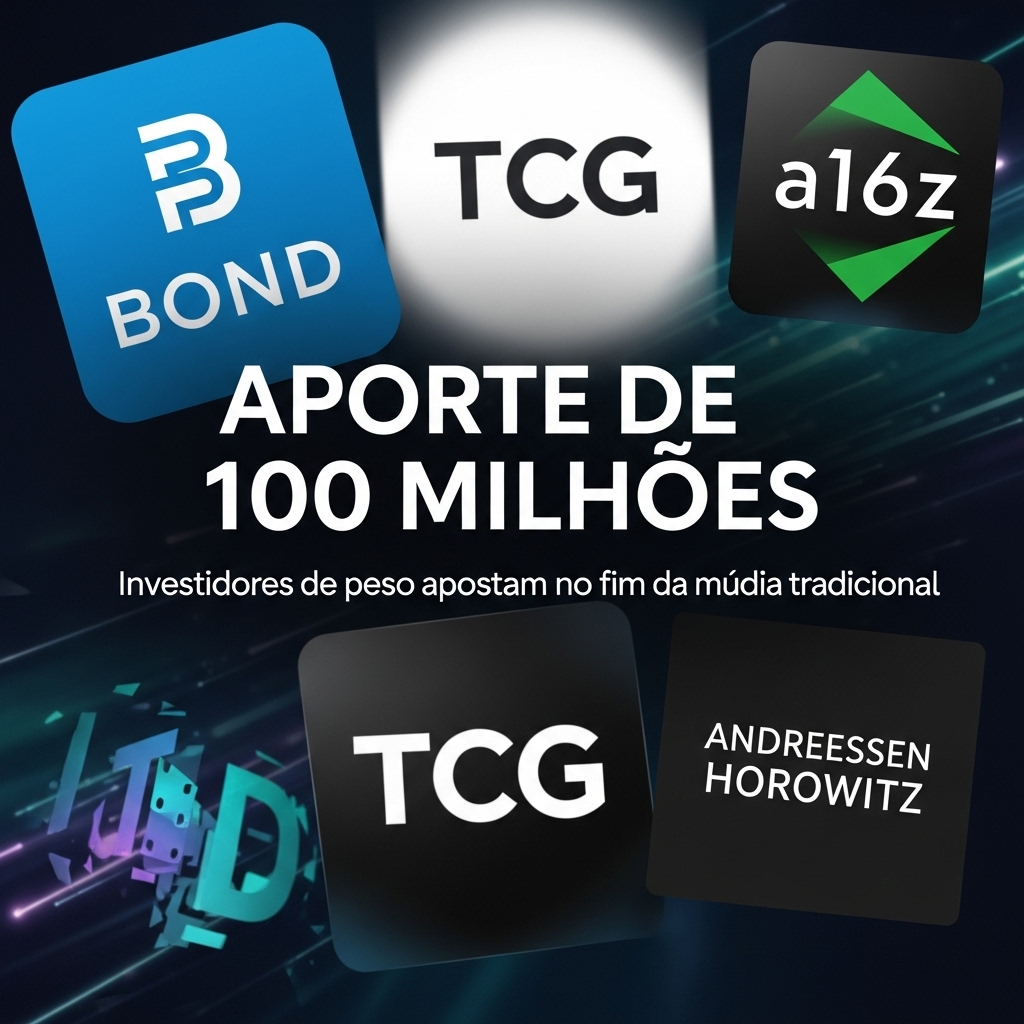 BOND
TCG
a16z
APORTE DE
100 MILHÕES
Investidores de peso apostam no fim da múdia tradicional
TCG
ANDREESSEN
HOROWITZ